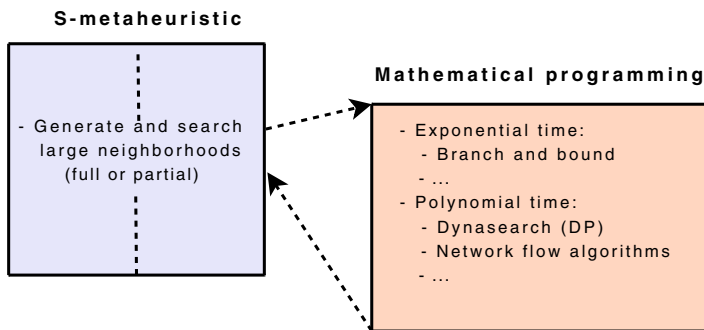 S-metaheuristic
- Generate and search
large neighborhoods
(full or partial)
Mathematical programming
- Exponential time:
- Branch and bound
- ...
- Polynomial time:
- Dynasearch (DP)
- Network flow algorithms
- ...